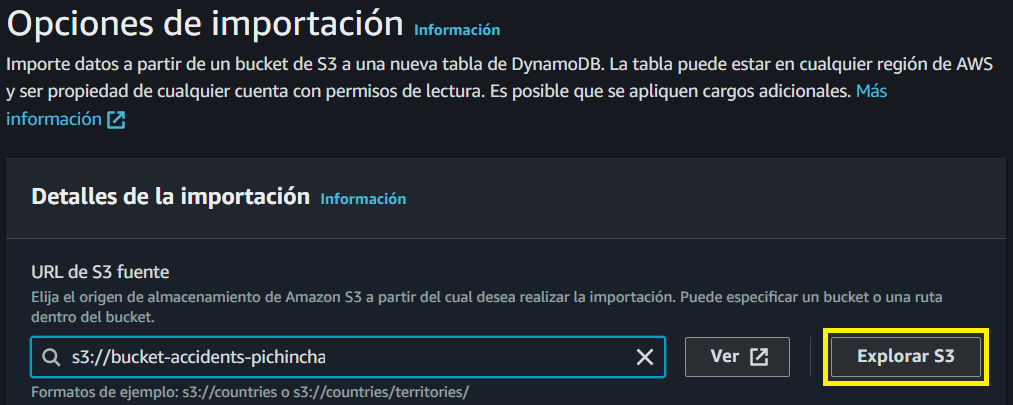 Opciones de importación Información
Importe datos a partir de un bucket de S3 a una nueva tabla de DynamoDB. La tabla puede estar en cualquier región de AWS
y ser propiedad de cualquier cuenta con permisos de lectura. Es posible que se apliquen cargos adicionales. Más
información
Detalles de la importación Información
URL de S3 fuente
Elija el origen de almacenamiento de Amazon S3 a partir del cual desea realizar la importación. Puede especificar un bucket o una ruta
dentro del bucket.
s3://bucket-accidents-pichincha Ver Explorar S3
Formatos de ejemplo: s3://countries o s3://countries/territories/